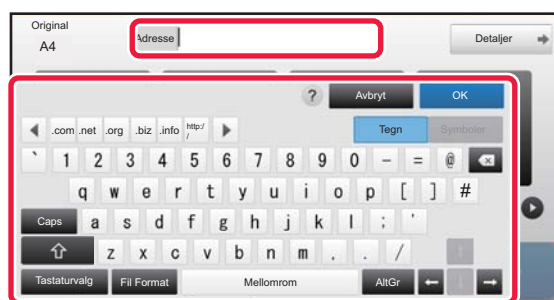 Original
A4
Adresse
Detaljer
? Avbryt OK
.com .net .org .biz .info http:/ /
Tegn Symboler
` 1 2 3 4 5 6 7 8 9 0 - = @
q w e r t y u i o p [ ] #
Caps a s d f g h j k l ; '
z x c v b n m . . /
Tastaturvalg Fil Format Mellomrom AltGr